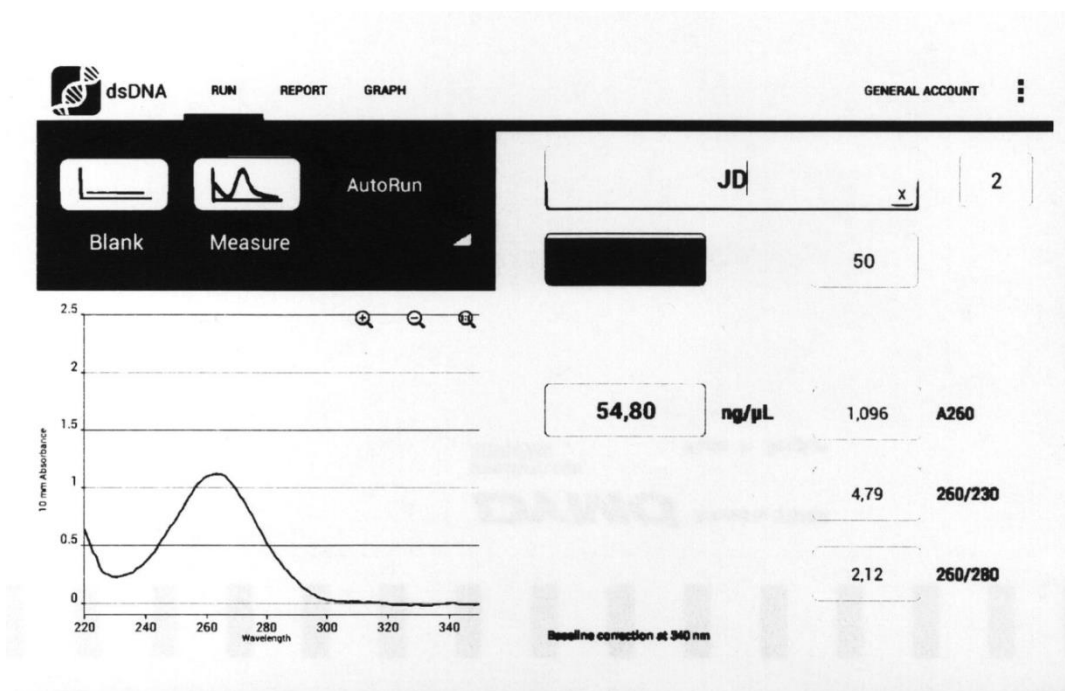 dsDNA RUN REPORT GRAPH GENERAL ACCOUNT
AutoRun
Blank Measure
JD x 2
50
2.5
2
1.5
1
0.5
0
10 mm Absorbance
220 240 260 280 300 320 340
Wavelength
54,80 ng/µL 1,096 A260
4,79 260/230
2,12 260/280
Baseline correction at 340 nm